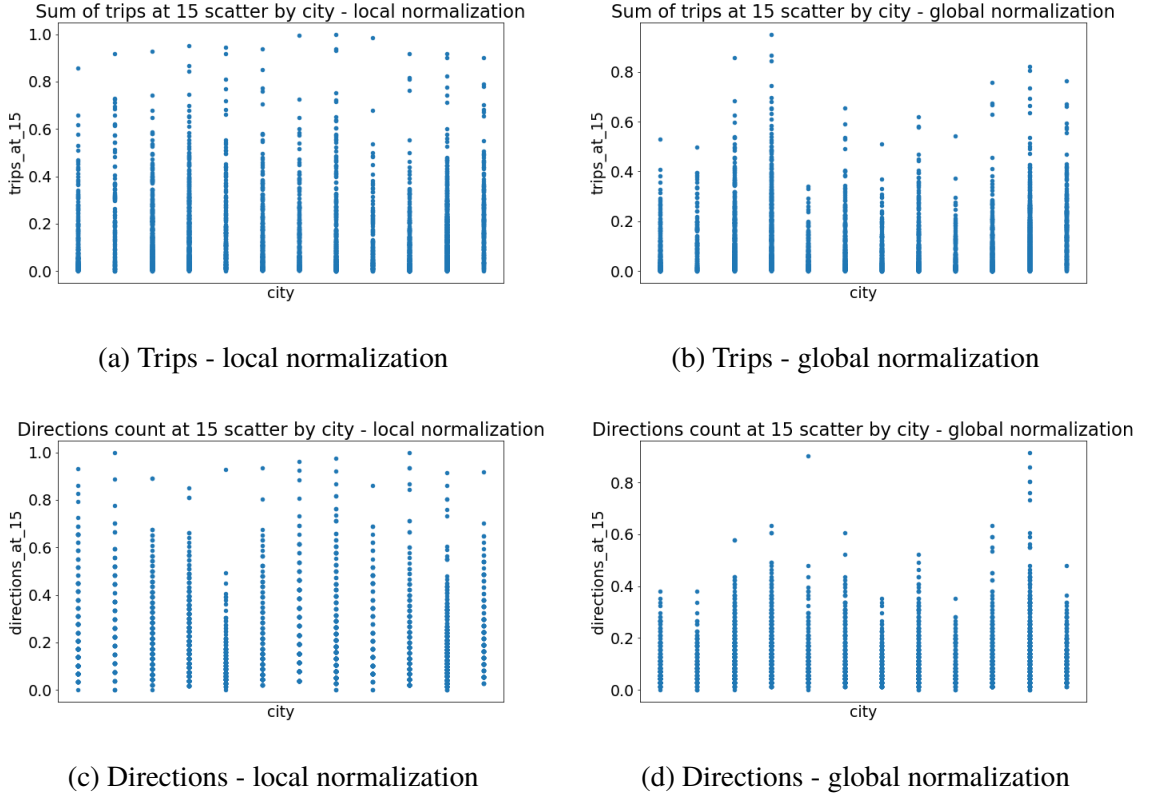 Sum of trips at 15 scatter by city - local normalization
1.0
0.8
0.6
0.4
0.2
0.0
trips_at_15
city
(a) Trips - local normalization
Sum of trips at 15 scatter by city - global normalization
0.8
0.6
0.4
0.2
0.0
trips_at_15
city
(b) Trips - global normalization
Directions count at 15 scatter by city - local normalization
1.0
0.8
0.6
0.4
0.2
0.0
directions_at_15
city
(c) Directions - local normalization
Directions count at 15 scatter by city - global normalization
0.8
0.6
0.4
0.2
0.0
directions_at_15
city
(d) Directions - global normalization